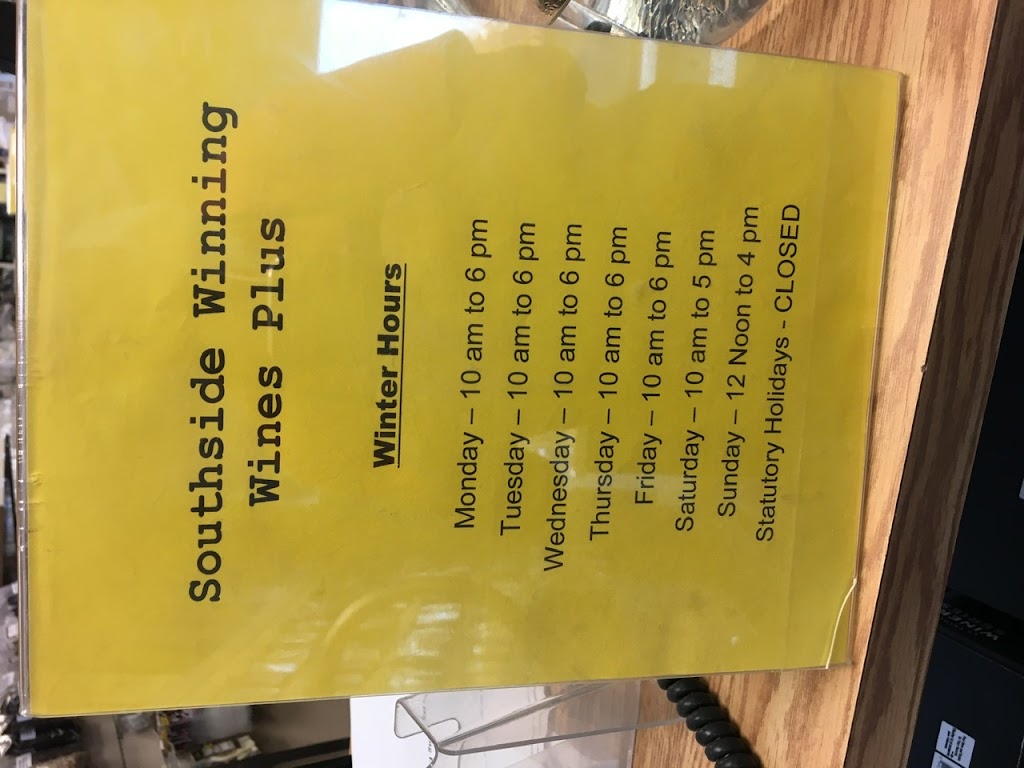 Southside Winning
Wines Plus
Winter Hours
Monday – 10 am to 6 pm
Tuesday – 10 am to 6 pm
Wednesday – 10 am to 6 pm
Thursday – 10 am to 6 pm
Friday – 10 am to 6 pm
Saturday – 10 am to 5 pm
Sunday – 12 Noon to 4 pm
Statutory Holidays - CLOSED